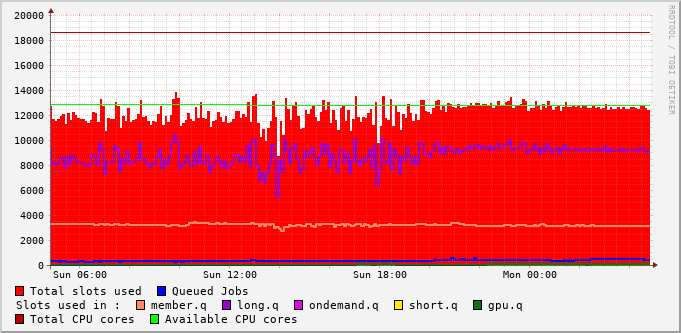 20000
18000
16000
14000
12000
10000
8000
6000
4000
2000
0
Sun 06:00 Sun 12:00 Sun 18:00 Mon 00:00
RRDTOOL / TOBI OETIKER
Total slots used Queued Jobs
Slots used in : member.q long.q ondemand.q short.q gpu.q
Total CPU cores Available CPU cores